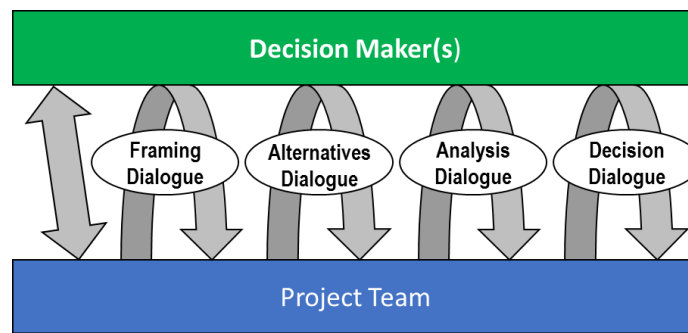 Decision Maker(s)
Framing
Dialogue
Alternatives
Dialogue
Analysis
Dialogue
Decision
Dialogue
Project Team